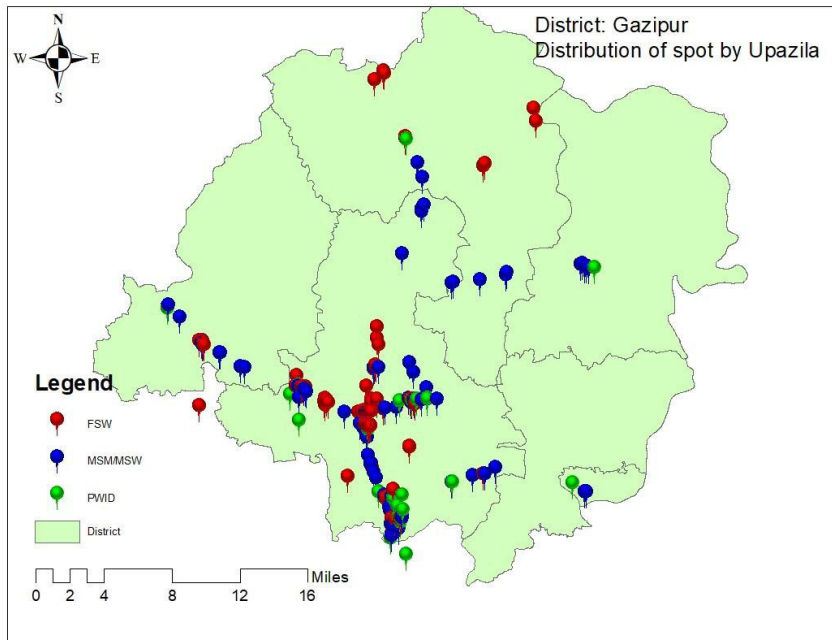 N
W E
S
District: Gazipur
Distribution of spot by Upazila
Legend
FSW
MSM/MSW
PWID
District
Miles
0 2 4 8 12 16